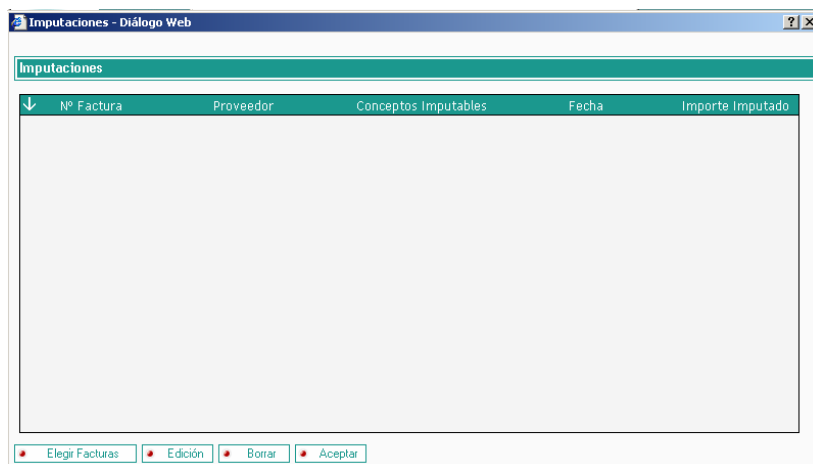 Imputaciones - Diálogo Web
Imputaciones
Nº Factura Proveedor Conceptos Imputables Fecha Importe Imputado
Elegir Facturas Edición Borrar Aceptar